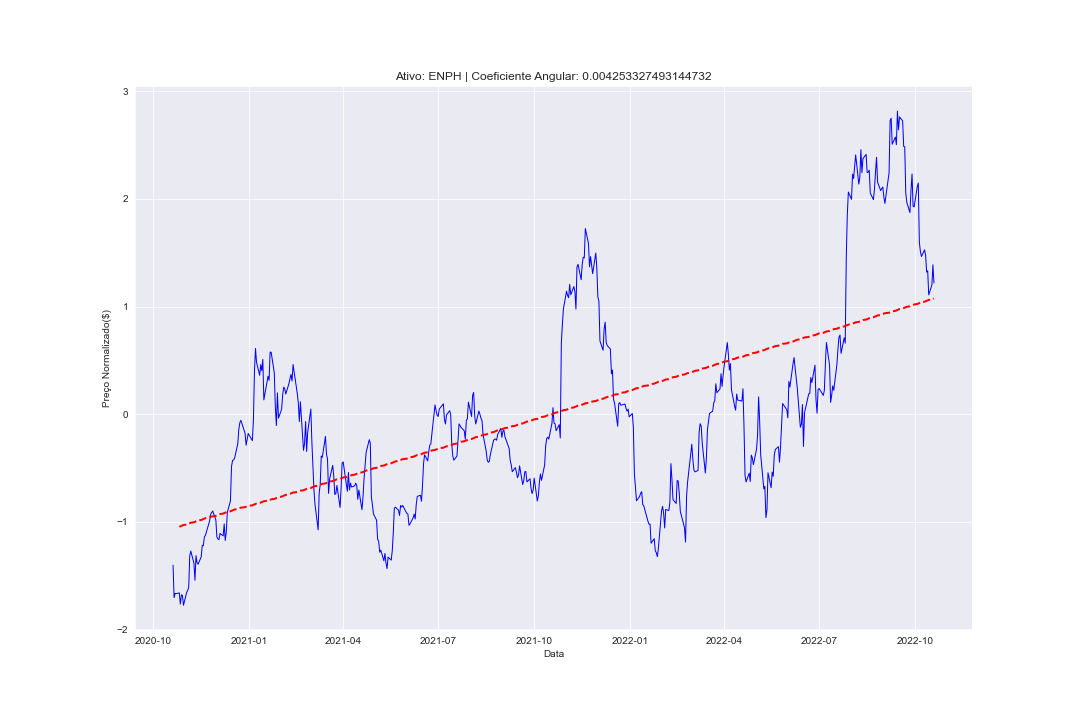 Ativo: ENPH | Coeficiente Angular: 0.004253327493144732
3
2
1
0
−1
−2
Preço Normalizado($)
2020-10 2021-01 2021-04 2021-07 2021-10 2022-01 2022-04 2022-07 2022-10
Data